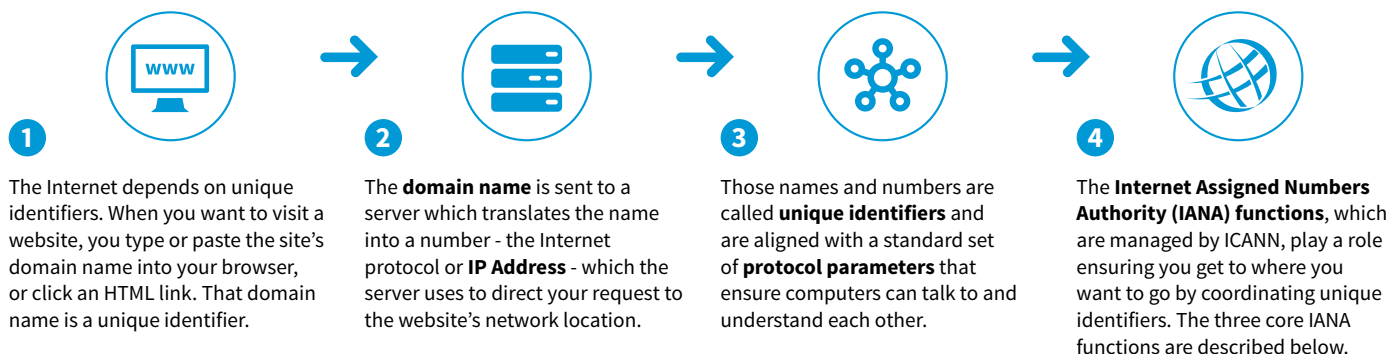 www
1
The Internet depends on unique
identifiers. When you want to visit a
website, you type or paste the site's
domain name into your browser,
or click an HTML link. That domain
name is a unique identifier.
2
The domain name is sent to a
server which translates the name
into a number - the Internet
protocol or IP Address - which the
server uses to direct your request to
the website's network location.
3
Those names and numbers are
called unique identifiers and
are aligned with a standard set
of protocol parameters that
ensure computers can talk to and
understand each other.
4
The Internet Assigned Numbers
Authority (IANA) functions, which
are managed by ICANN, play a role
ensuring you get to where you
want to go by coordinating unique
identifiers. The three core IANA
functions are described below.